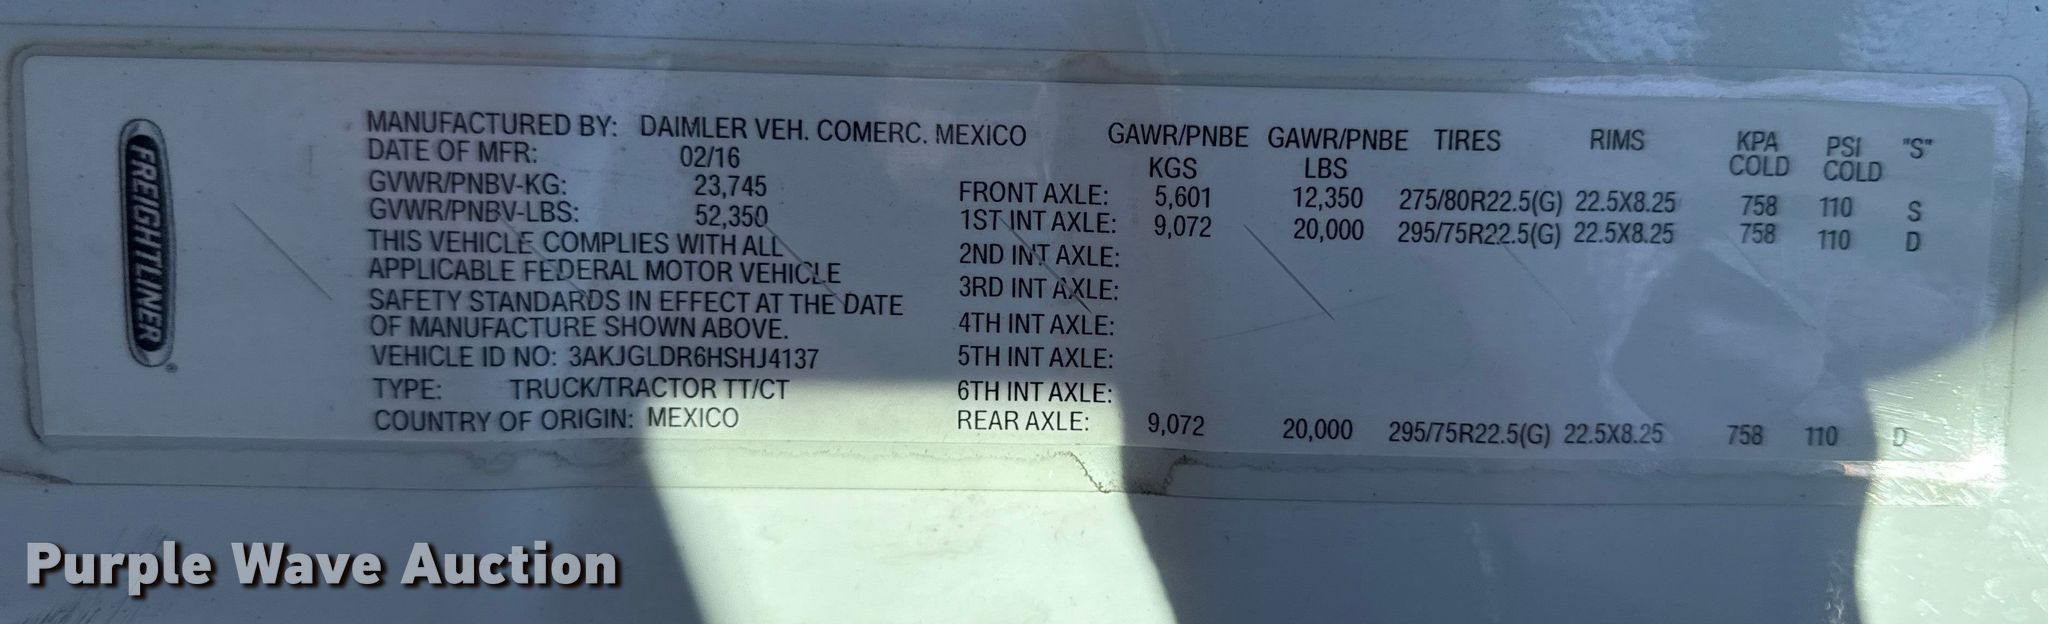 FREIGHTLINER®
MANUFACTURED BY: DAIMLER VEH. COMERC. MEXICO
DATE OF MFR: 02/16
GVWR/PNBV-KG: 23,745
GVWR/PNBV-LBS: 52,350
THIS VEHICLE COMPLIES WITH ALL
APPLICABLE FEDERAL MOTOR VEHICLE
SAFETY STANDARDS IN EFFECT AT THE DATE
OF MANUFACTURE SHOWN ABOVE.
VEHICLE ID NO: 3AKJGLDR6HSHJ4137
TYPE: TRUCK/TRACTOR TT/CT
COUNTRY OF ORIGIN: MEXICO
GAWR/PNBE GAWR/PNBE TIRES RIMS KPA PSI "S"
KGS LBS COLD COLD
FRONT AXLE: 5,601 12,350 275/80R22.5(G) 22.5X8.25 758 110 S
1ST INT AXLE: 9,072 20,000 295/75R22.5(G) 22.5X8.25 758 110 D
2ND INT AXLE:
3RD INT AXLE:
4TH INT AXLE:
5TH INT AXLE:
6TH INT AXLE:
REAR AXLE: 9,072 20,000 295/75R22.5(G) 22.5X8.25 758 110 D
Purple Wave Auction